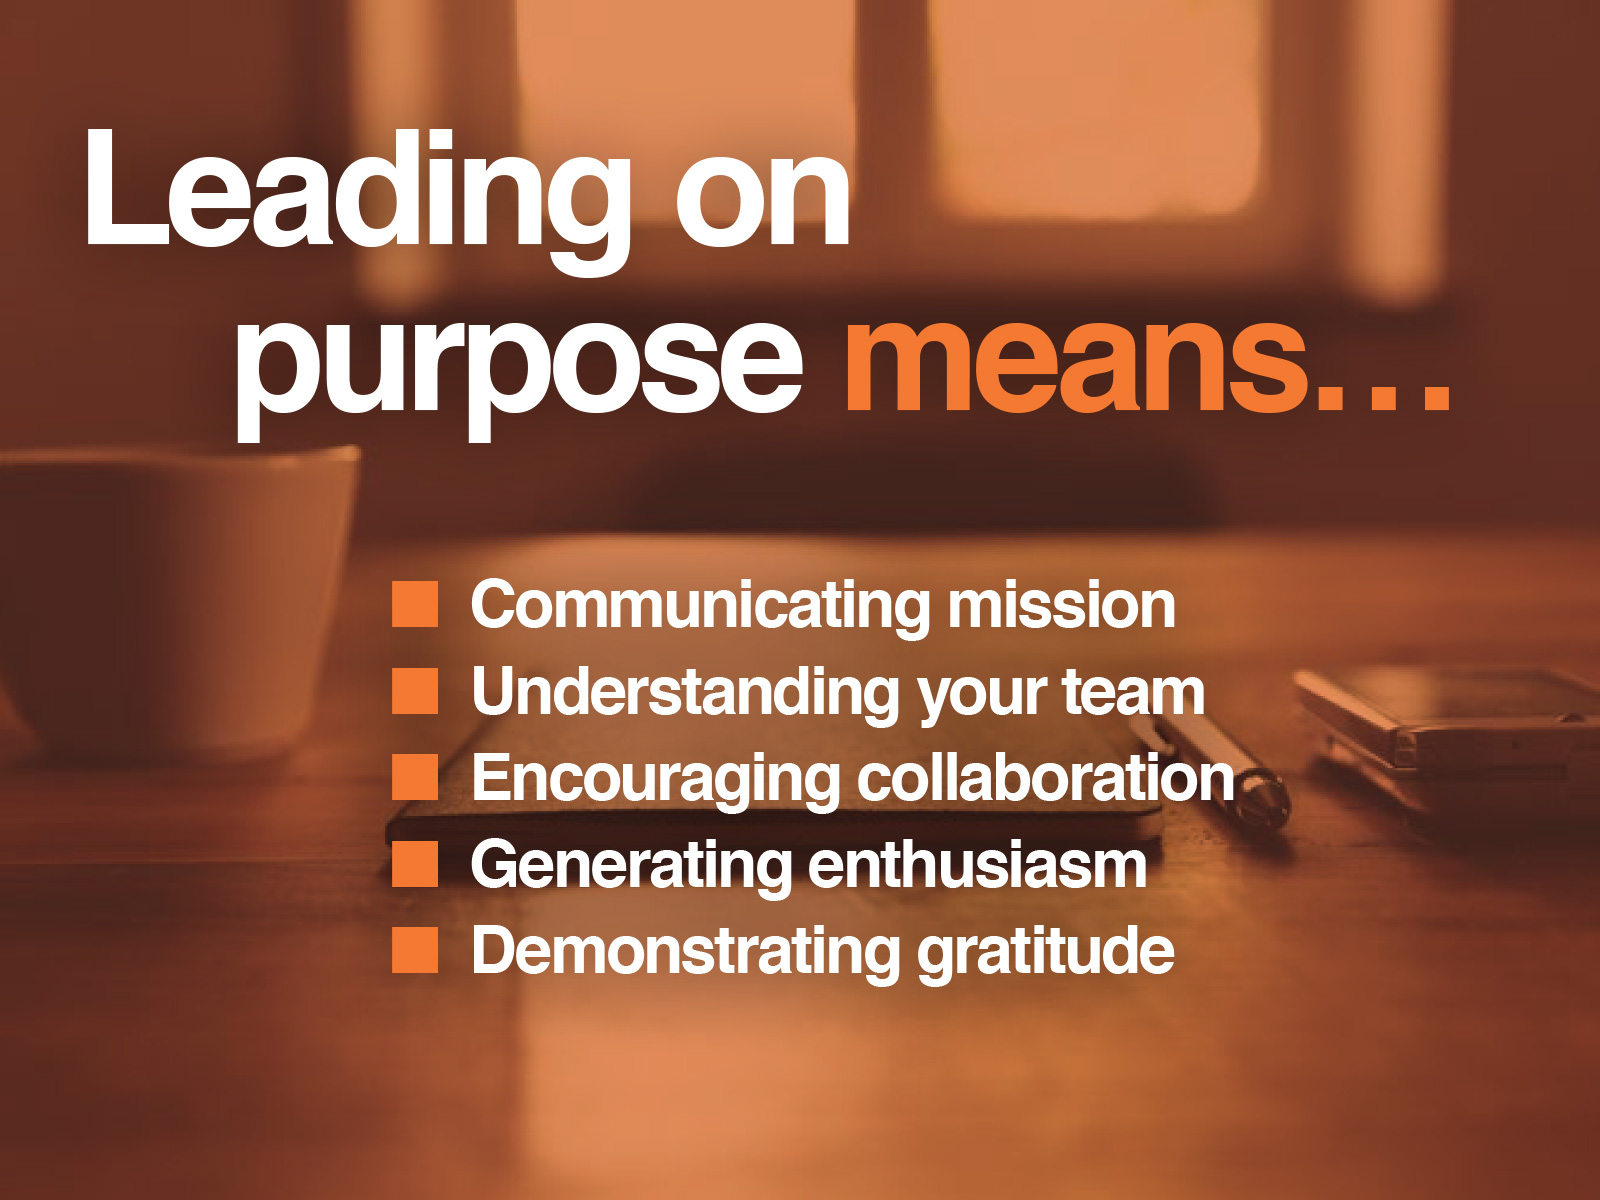 Leading on
purpose means...
Communicating mission
Understanding your team
Encouraging collaboration
Generating enthusiasm
Demonstrating gratitude